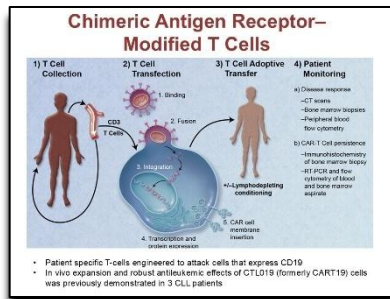 Chimeric Antigen Receptor–
Modified T Cells
1) T Cell
Collection
2) T Cell
Transfection
3) T Cell Adoptive
Transfer
4) Patient
Monitoring
CD3
T Cells
1. Binding
2. Fusion
3. Integration
4. Transcription and
protein expression
5. CAR cell
membrane
insertion
+/–Lymphodepleting
conditioning
a) Disease response
–CT scans
–Bone marrow biopsies
–Peripheral blood
flow cytometry
b) CAR-T Cell persistence
–Immunohistochemistry
of bone marrow biopsy
–RT-PCR and flow
cytometry of blood
and bone marrow
aspirate
• Patient specific T-cells engineered to attack cells that express CD19
• In vivo expansion and robust antileukemic effects of CTL019 (formerly CART19) cells
was previously demonstrated in 3 CLL patients